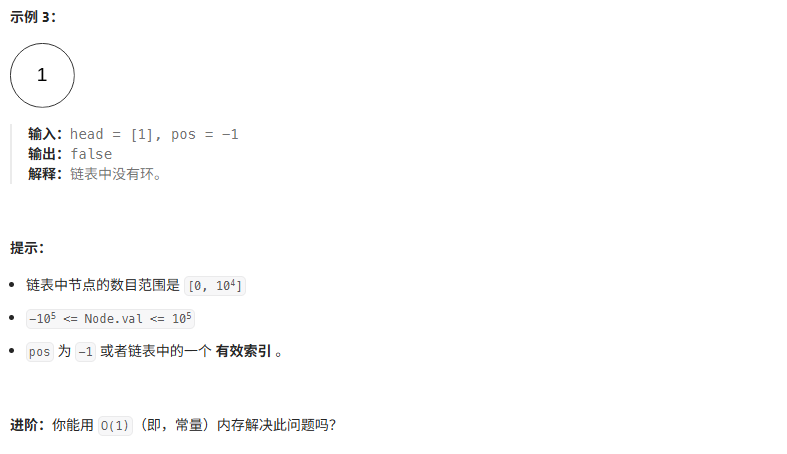 示例 3：
1
输入：head = [1], pos = -1
输出：false
解释：链表中没有环。
提示：
链表中节点的数目范围是 [0, 10⁴]
-10⁵ <= Node.val <= 10⁵
pos 为 -1 或者链表中的一个 有效索引 。
进阶：你能用 O(1)（即，常量）内存解决此问题吗？